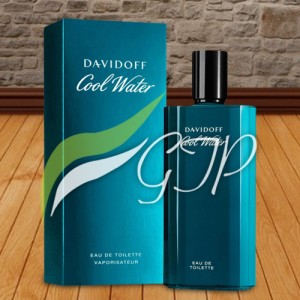 DAVIDOFF
Cool Water
EAU DE TOILETTE
VAPORISATEUR
DAVIDOFF
Cool Water
EAU DE
TOILETTE
GJP